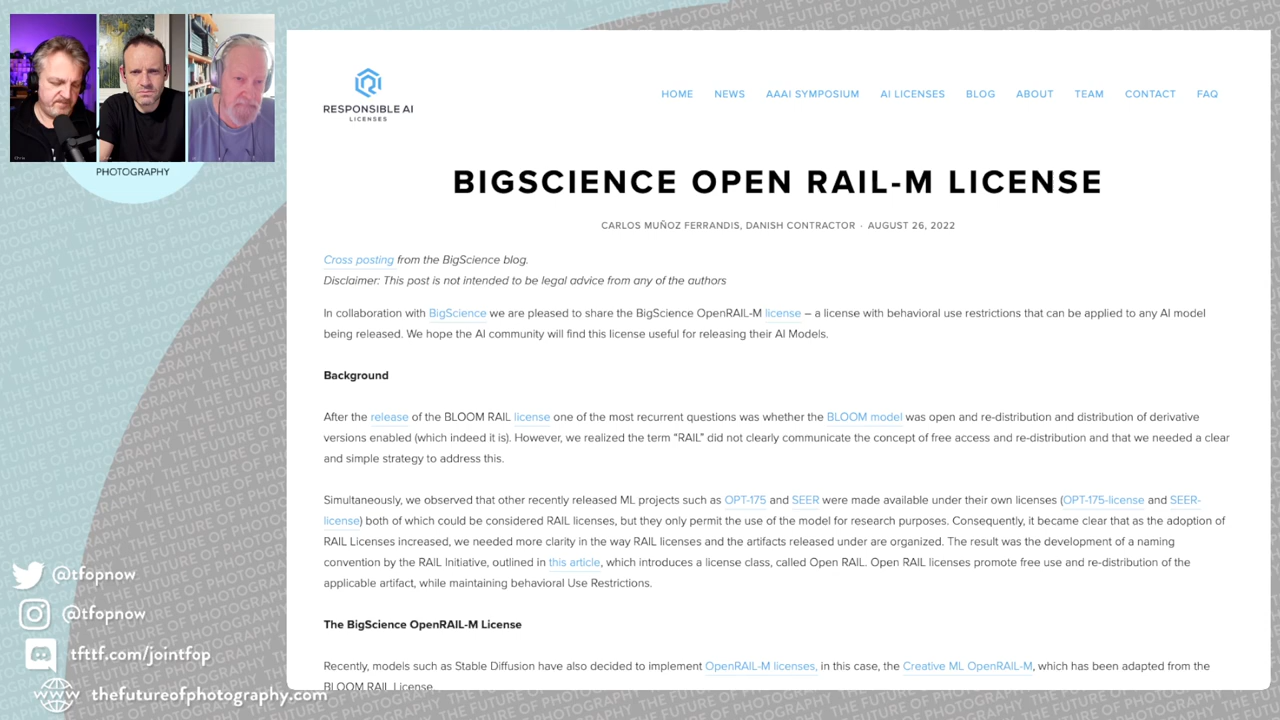 PHOTOGRAPHY
@tfopnow
@tfopnow
tfttf.com/jointfop
thefutureofphotography.com
RESPONSIBLE AI
LICENSES
HOME NEWS AAAI SYMPOSIUM AI LICENSES BLOG ABOUT TEAM CONTACT FAQ
BIGSCIENCE OPEN RAIL-M LICENSE
CARLOS MUÑOZ FERRANDIS, DANISH CONTRACTOR · AUGUST 26, 2022
Cross posting from the BigScience blog.
Disclaimer: This post is not intended to be legal advice from any of the authors
In collaboration with BigScience we are pleased to share the BigScience OpenRAIL-M license – a license with behavioral use restrictions that can be applied to any AI model
being released. We hope the AI community will find this license useful for releasing their AI Models.
Background
After the release of the BLOOM RAIL license one of the most recurrent questions was whether the BLOOM model was open and re-distribution and distribution of derivative
versions enabled (which indeed it is). However, we realized the term “RAIL” did not clearly communicate the concept of free access and re-distribution and that we needed a clear
and simple strategy to address this.
Simultaneously, we observed that other recently released ML projects such as OPT-175 and SEER were made available under their own licenses (OPT-175-license and SEER-
license) both of which could be considered RAIL licenses, but they only permit the use of the model for research purposes. Consequently, it became clear that as the adoption of
RAIL Licenses increased, we needed more clarity in the way RAIL licenses and the artifacts released under are organized. The result was the development of a naming
convention by the RAIL Initiative, outlined in this article, which introduces a license class, called Open RAIL. Open RAIL licenses promote free use and re-distribution of the
applicable artifact, while maintaining behavioral Use Restrictions.
The BigScience OpenRAIL-M License
Recently, models such as Stable Diffusion have also decided to implement OpenRAIL-M licenses, in this case, the Creative ML OpenRAIL-M, which has been adapted from the
BLOOM RAIL License.